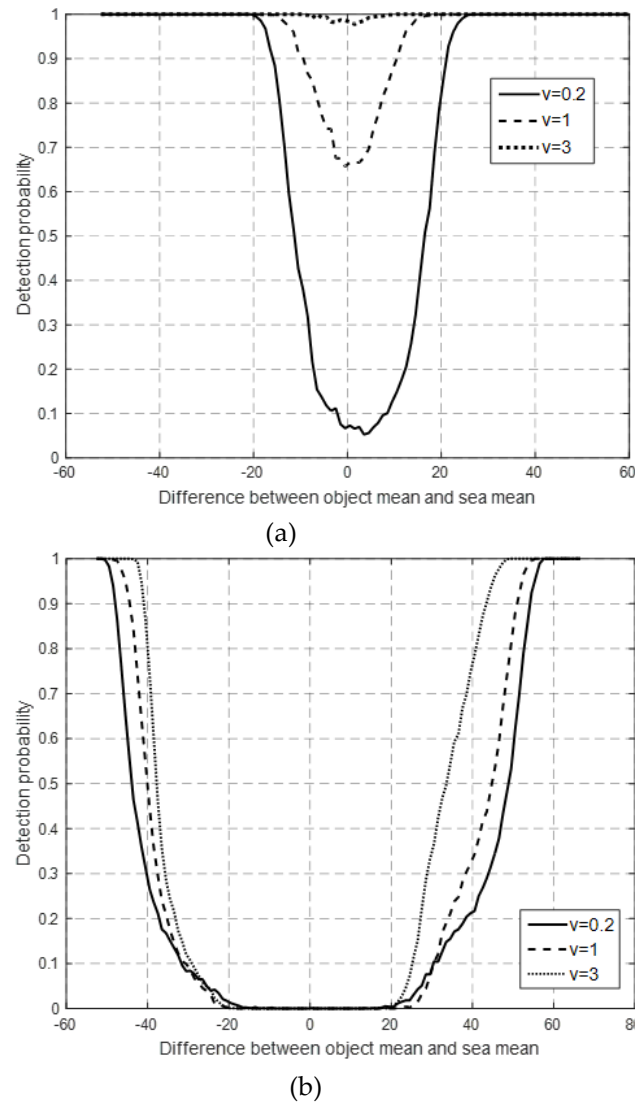 1
0.9
0.8
0.7
0.6
0.5
0.4
0.3
0.2
0.1
0
Detection probability
v=0.2
v=1
v=3
-60 -40 -20 0 20 40 60
Difference between object mean and sea mean
(a)
1
0.9
0.8
0.7
0.6
0.5
0.4
0.3
0.2
0.1
0
Detection probability
v=0.2
v=1
v=3
-60 -40 -20 0 20 40 60 80
Difference between object mean and sea mean
(b)